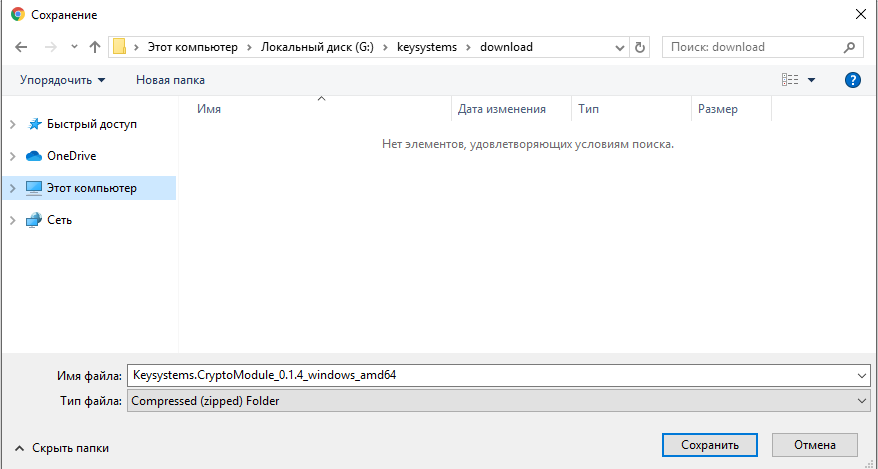 Сохранение
Этот компьютер > Локальный диск (G:) > keysystems > download
Поиск: download
Упорядочить
Новая папка
Имя
Дата изменения
Тип
Размер
Быстрый доступ
Нет элементов, удовлетворяющих условиям поиска.
OneDrive
Этот компьютер
Сеть
Имя файла: Keysystems.CryptoModule_0.1.4_windows_amd64
Тип файла: Compressed (zipped) Folder
Скрыть папки
Сохранить
Отмена